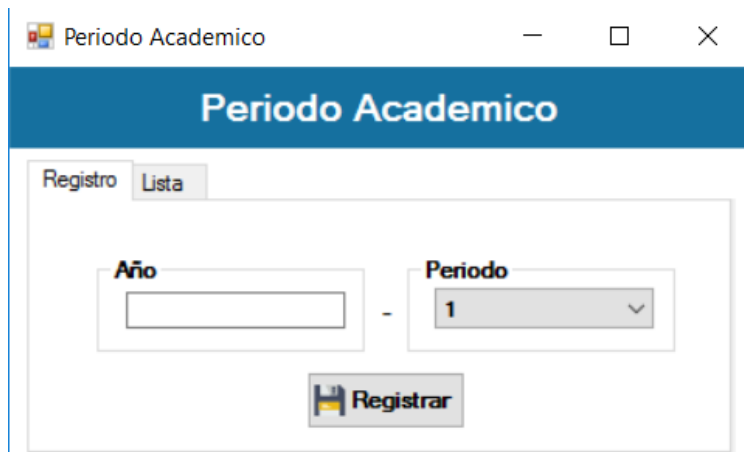 Periodo Academico
Periodo Academico
Registro Lista
Año Periodo
- 1
Registrar